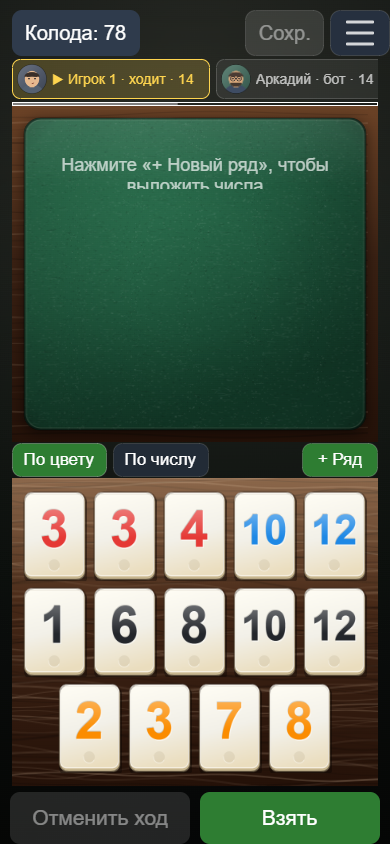 Колода: 78
Сохр.
▶ Игрок 1 · ходит · 14
Аркадий · бот · 14
Нажмите «+ Новый ряд», чтобы
выложить числа
По цвету
По числу
+ Ряд
3 3 4 10 12
1 6 8 10 12
2 3 7 8
Отменить ход
Взять